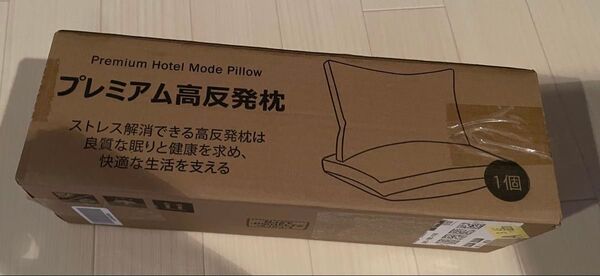 Premium Hotel Mode Pillow
プレミアム高反発枕
ストレス解消できる高反発枕は
良質な眠りと健康を求め、
快適な生活を支える
1個